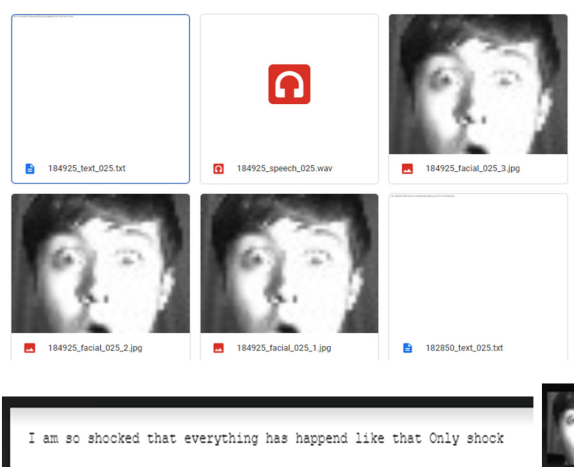 184925_text_025.txt 184925_speech_025.wav 184925_facial_025_3.jpg
184925_facial_025_2.jpg 184925_facial_025_1.jpg 182850_text_025.txt
I am so shocked that everything has happend like that Only shock